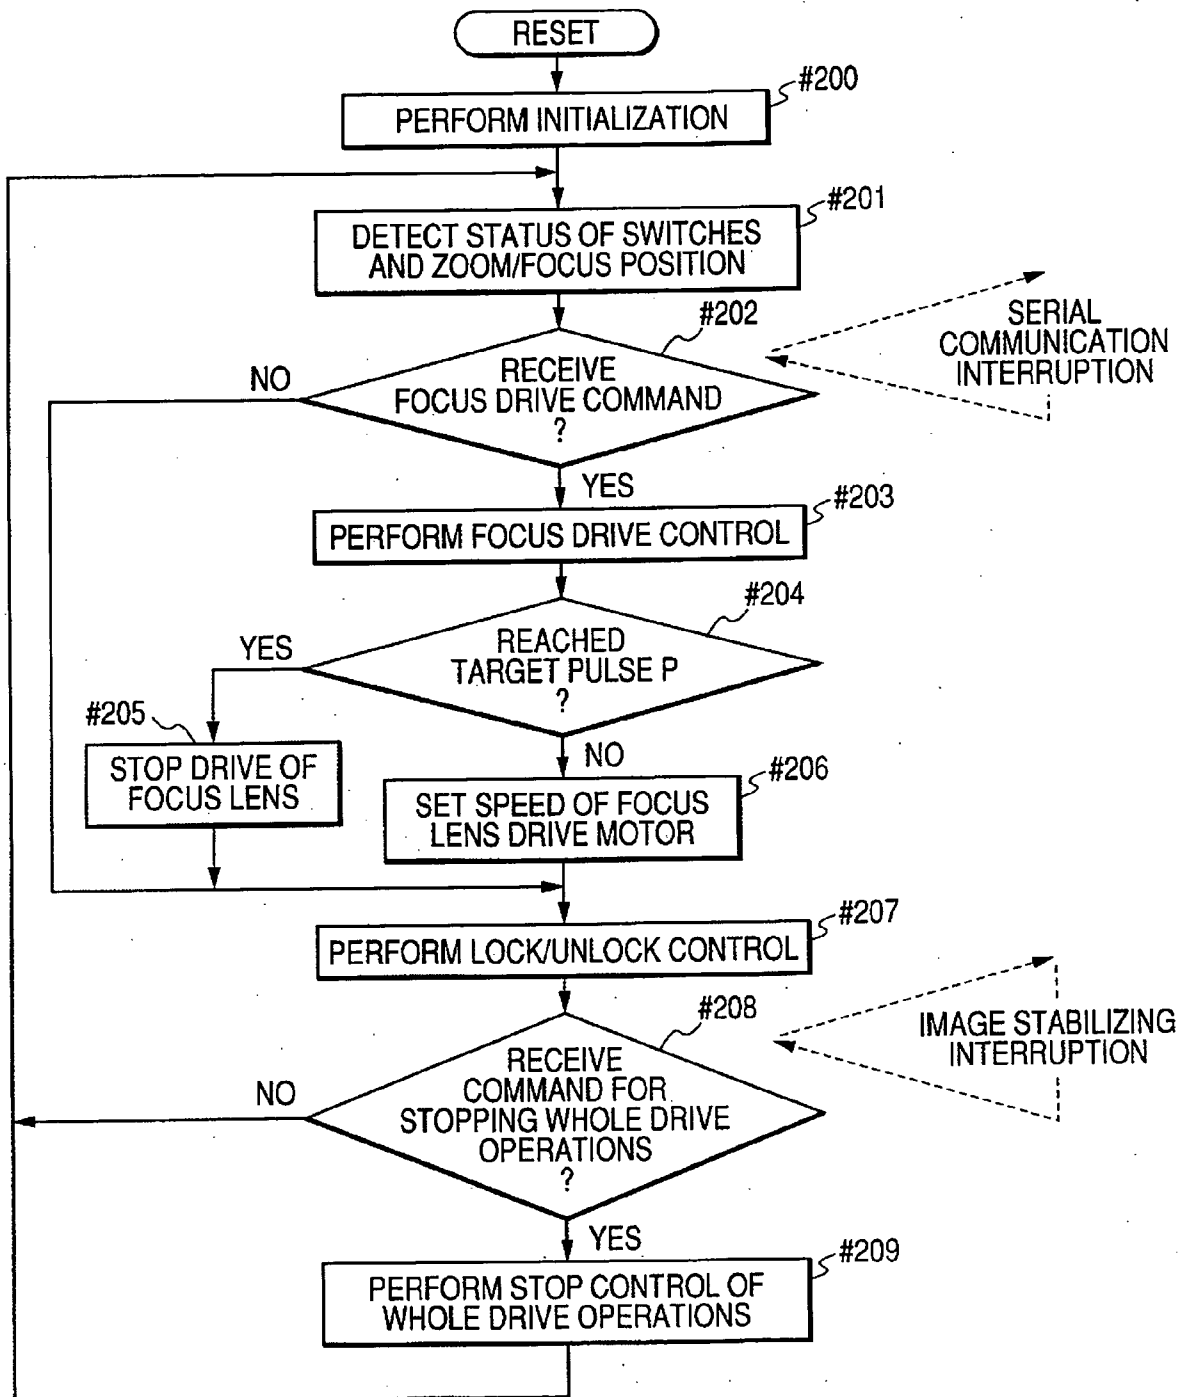 RESET
#200
PERFORM INITIALIZATION
#201
DETECT STATUS OF SWITCHES
AND ZOOM/FOCUS POSITION
#202
SERIAL
COMMUNICATION
INTERRUPTION
NO
RECEIVE
FOCUS DRIVE COMMAND
?
YES
#203
PERFORM FOCUS DRIVE CONTROL
#204
YES
REACHED
TARGET PULSE P
?
#205
NO
STOP DRIVE OF
FOCUS LENS
#206
SET SPEED OF FOCUS
LENS DRIVE MOTOR
#207
PERFORM LOCK/UNLOCK CONTROL
#208
IMAGE STABILIZING
INTERRUPTION
NO
RECEIVE
COMMAND FOR
STOPPING WHOLE DRIVE
OPERATIONS
?
YES
#209
PERFORM STOP CONTROL OF
WHOLE DRIVE OPERATIONS